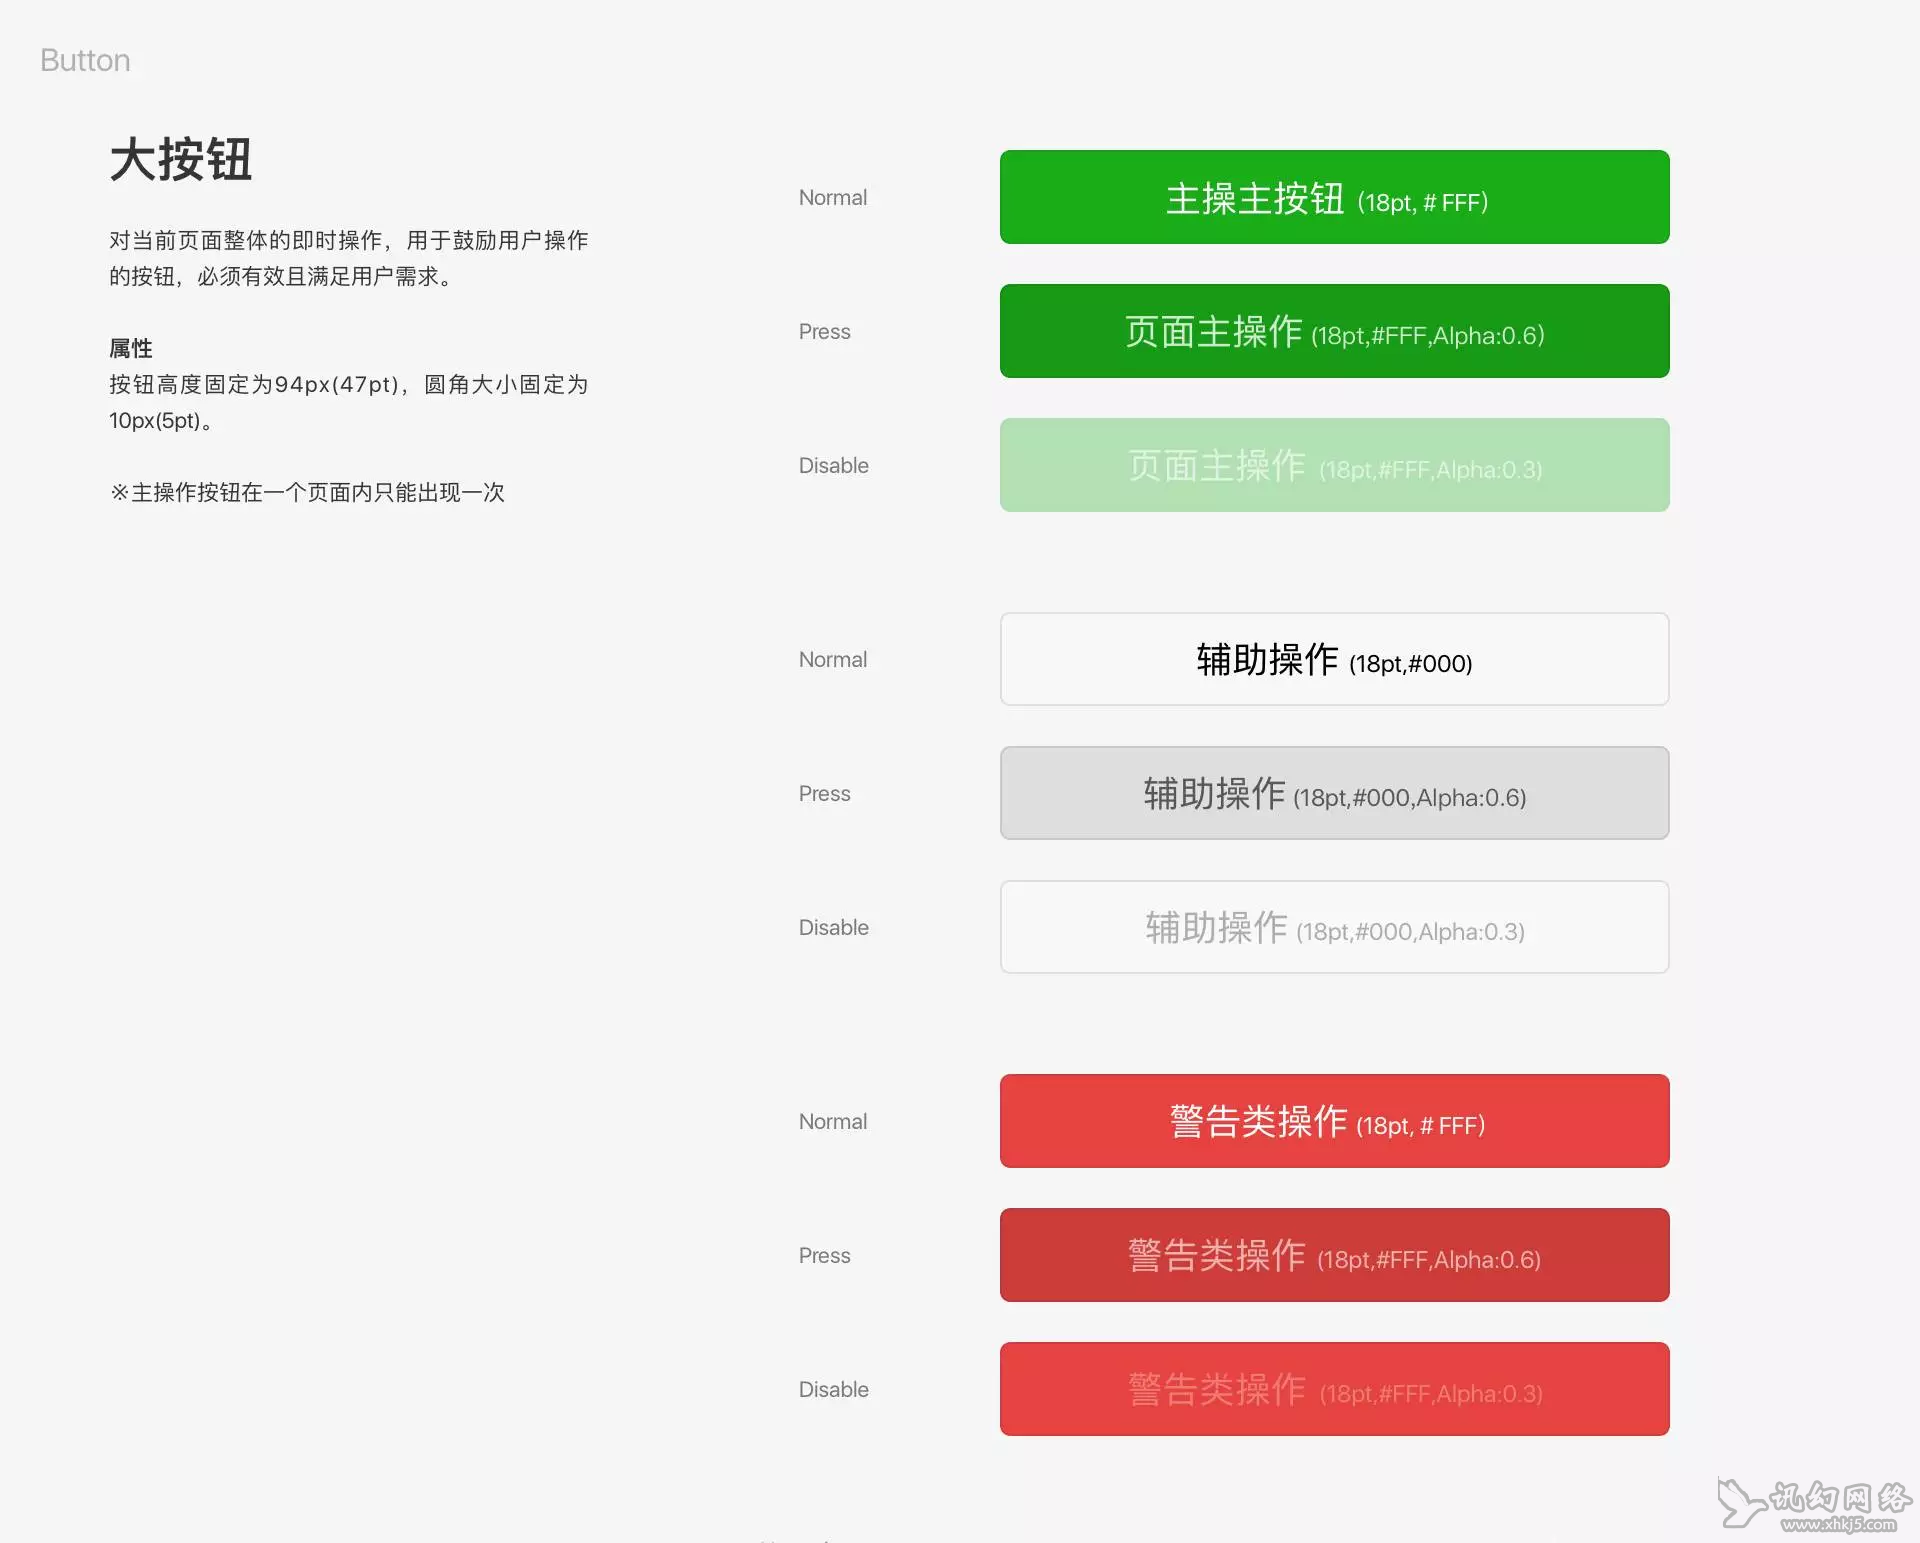 Button
大按钮
对当前页面整体的即时操作，用于鼓励用户操作
的按钮，必须有效且满足用户需求。
属性
按钮高度固定为94px(47pt)，圆角大小固定为
10px(5pt)。
※主操作按钮在一个页面内只能出现一次
Normal
主操主按钮 (18pt, # FFF)
Press
页面主操作 (18pt,#FFF,Alpha:0.6)
Disable
页面主操作 (18pt,#FFF,Alpha:0.3)
Normal
辅助操作 (18pt,#000)
Press
辅助操作 (18pt,#000,Alpha:0.6)
Disable
辅助操作 (18pt,#000,Alpha:0.3)
Normal
警告类操作 (18pt, # FFF)
Press
警告类操作 (18pt,#FFF,Alpha:0.6)
Disable
警告类操作 (18pt,#FFF,Alpha:0.3)
讯幻网络
www.xhkj5.com